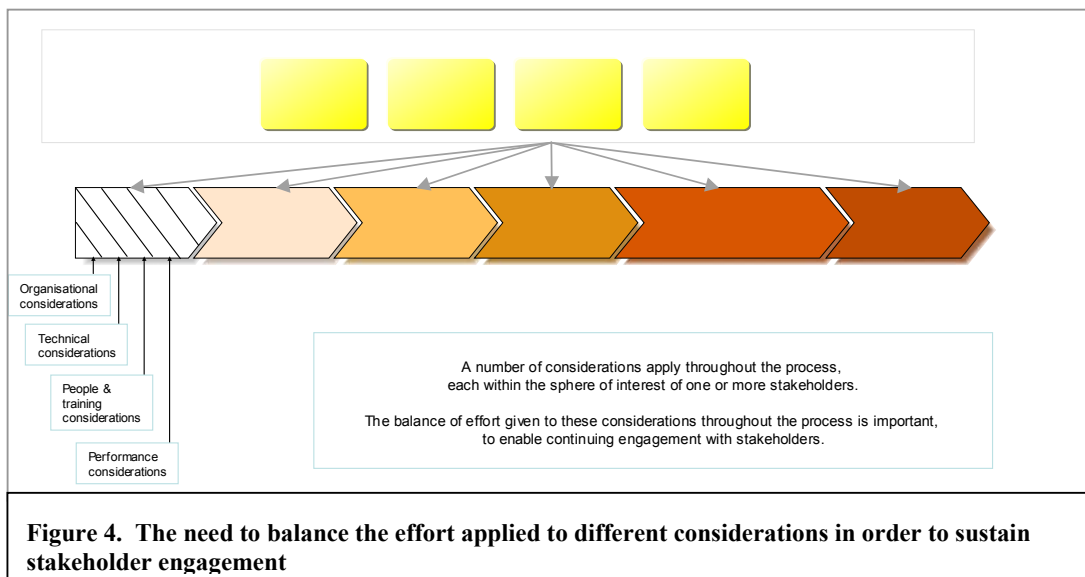 Organisational
considerations
Technical
considerations
People &
training
considerations
Performance
considerations
A number of considerations apply throughout the process,
each within the sphere of interest of one or more stakeholders.
The balance of effort given to these considerations throughout the process is important,
to enable continuing engagement with stakeholders.
Figure 4. The need to balance the effort applied to different considerations in order to sustain
stakeholder engagement